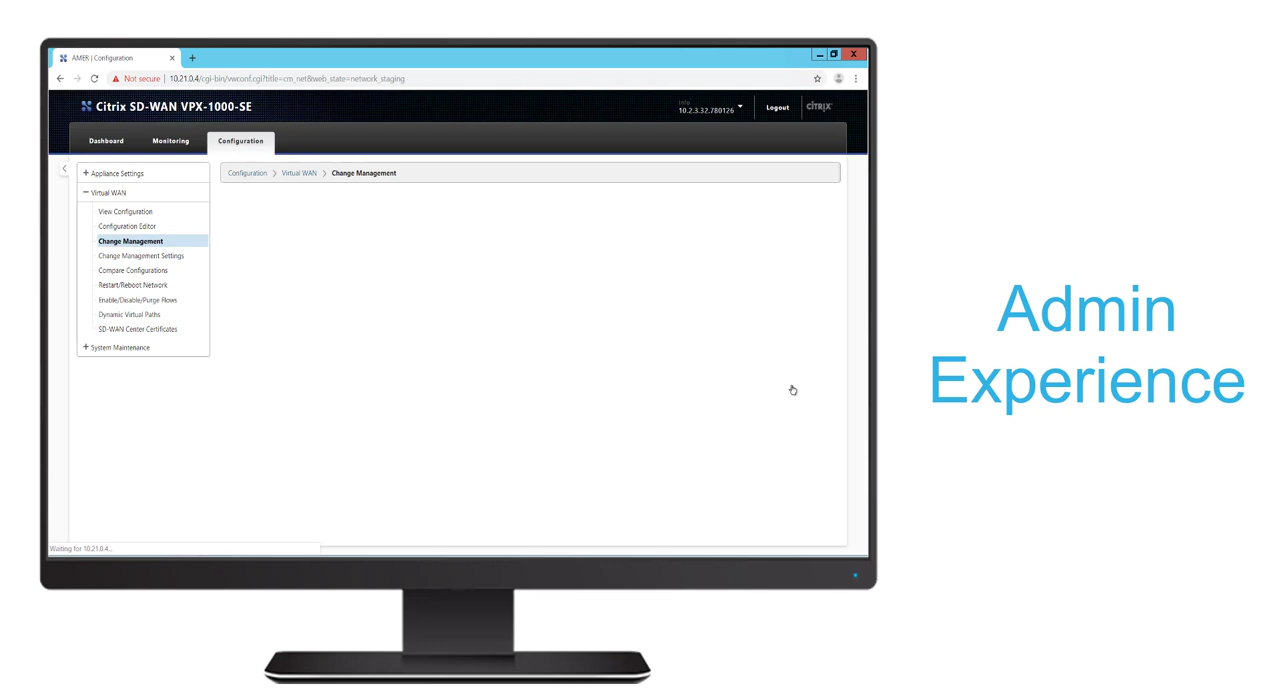 AMER | Configuration
Not secure | 10.21.0.4/cgi-bin/vwconf.cgi?title=cm_net&web_state=network_staging
Citrix SD-WAN VPX-1000-SE
10.2.3.32.780126
Logout
CİTRIX
Dashboard Monitoring Configuration
Appliance Settings
Configuration > Virtual WAN > Change Management
Virtual WAN
View Configuration
Configuration Editor
Change Management
Change Management Settings
Compare Configurations
Restart/Reboot Network
Enable/Disable/Purge Flows
Dynamic Virtual Paths
SD-WAN Center Certificates
System Maintenance
Waiting for 10.21.0.4...
Admin
Experience